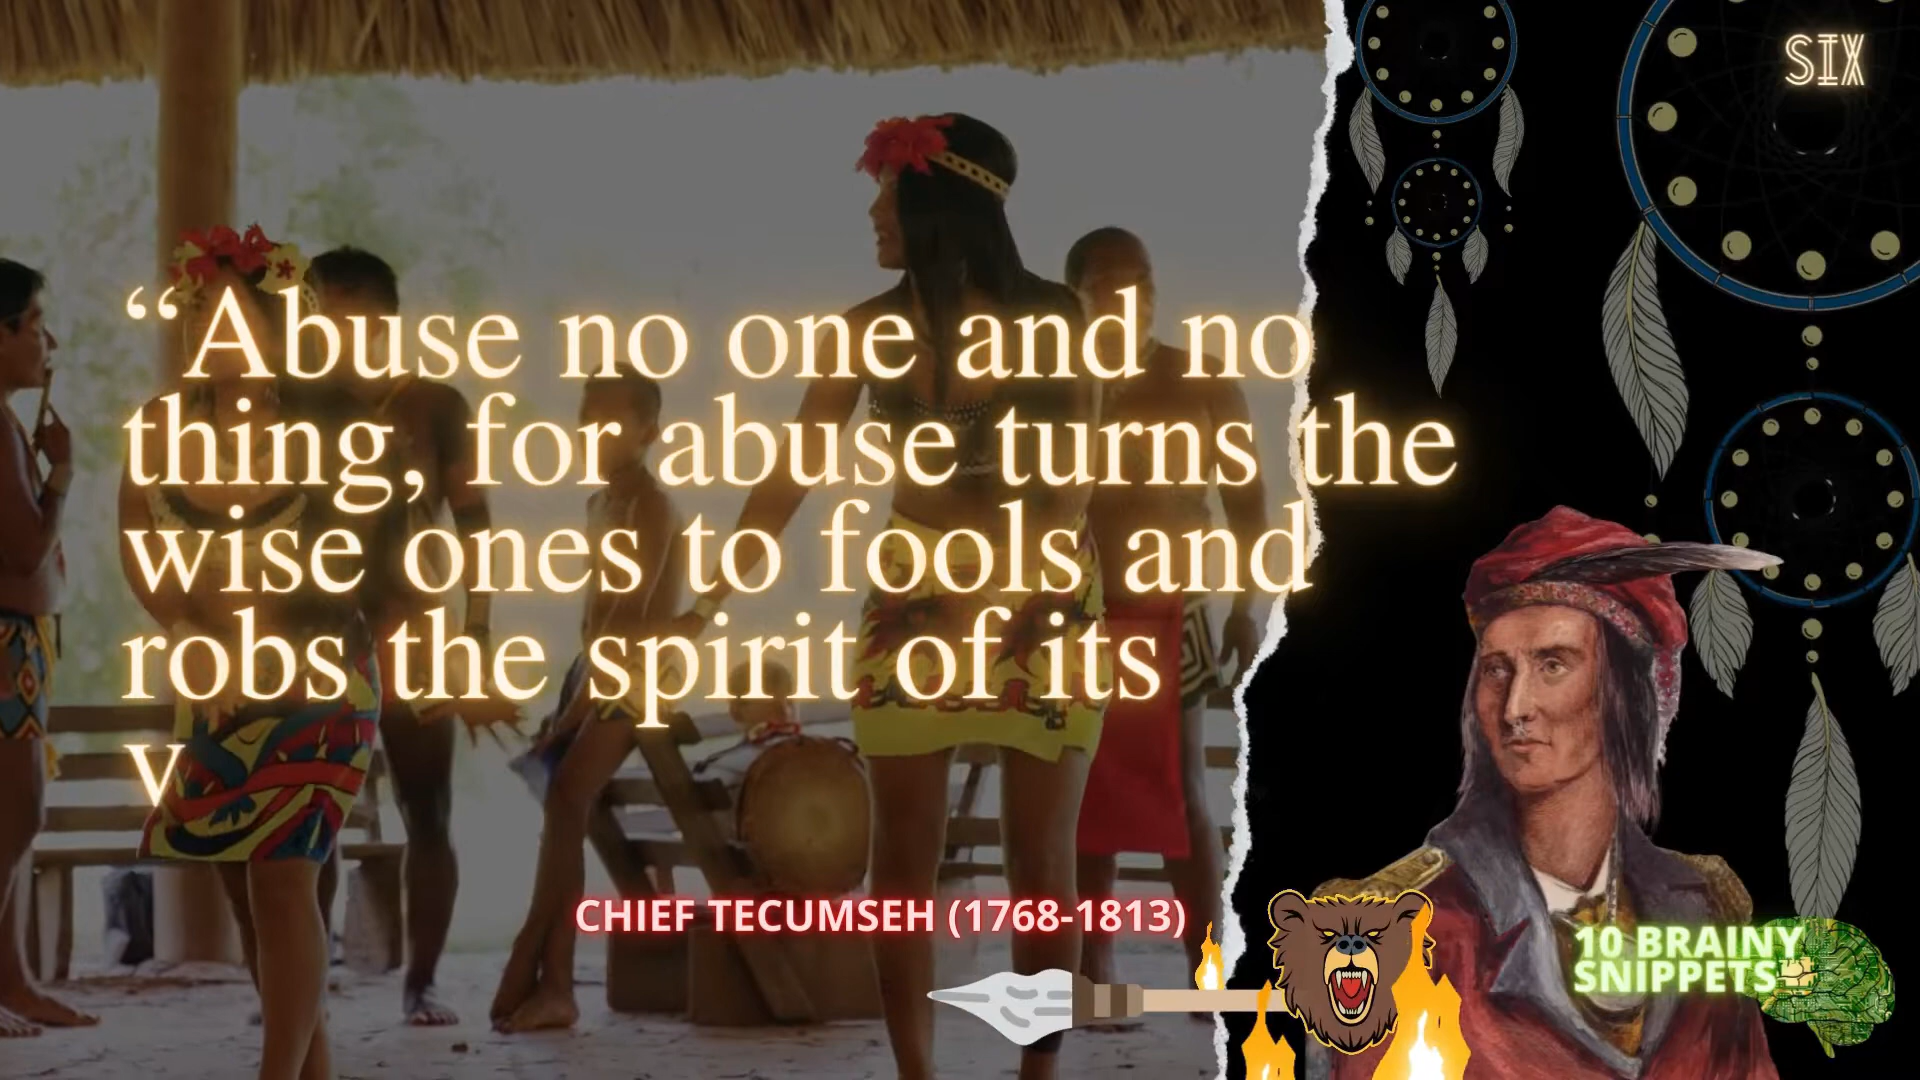 SIX
“Abuse no one and no
thing, for abuse turns the
wise ones to fools and
robs the spirit of its
v
CHIEF TECUMSEH (1768-1813)
10 BRAINY
SNIPPETS